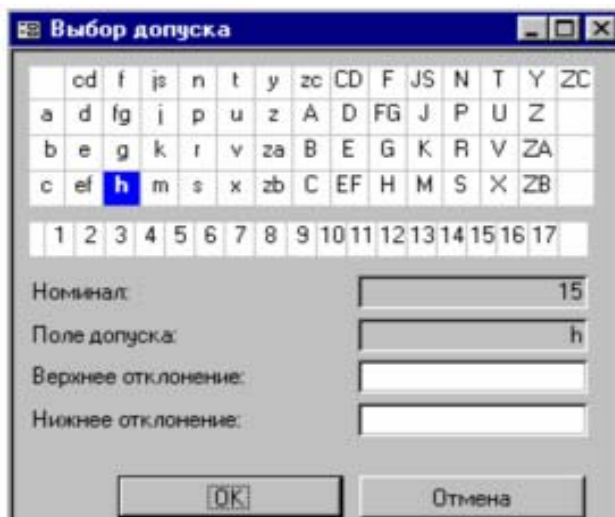 Выбор допуска
cd f js n t y zc CD F JS N T Y ZC
a d fg j p u z A D FG J P U Z
b e g k r v za B E G K R V ZA
c ef h m s x zb C EF H M S X ZB
1 2 3 4 5 6 7 8 9 10 11 12 13 14 15 16 17
Номинал: 15
Поле допуска: h
Верхнее отклонение:
Нижнее отклонение:
OK Отмена